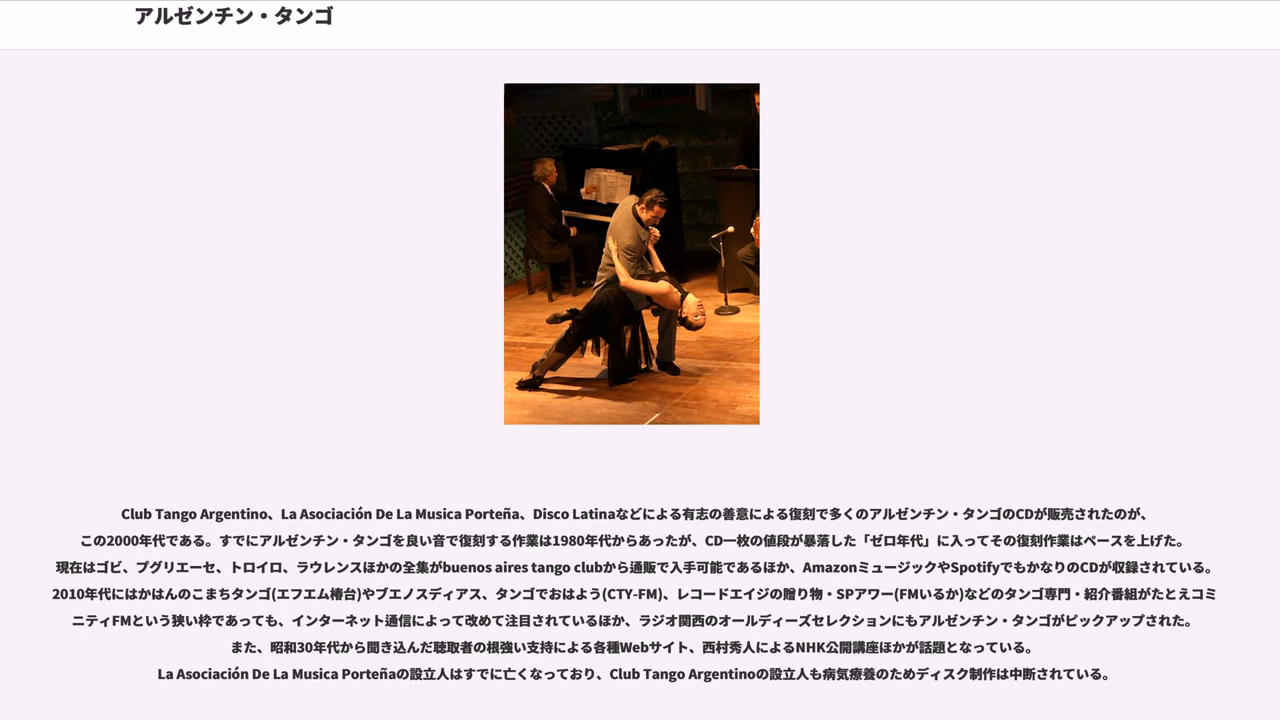 アルゼンチン・タンゴ
Club Tango Argentino、La Asociación De La Musica Porteña、Disco Latinaなどによる有志の善意による復刻で多くのアルゼンチン・タンゴのCDが販売されたのが、
この2000年代である。すでにアルゼンチン・タンゴを良い音で復刻する作業は1980年代からあったが、CD一枚の値段が暴落した「ゼロ年代」に入ってその復刻作業はペースを上げた。
現在はゴビ、プグリエーセ、トロイロ、ラウレンスほかの全集がbuenos aires tango clubから通販で入手可能であるほか、AmazonミュージックやSpotifyでもかなりのCDが収録されている。
2010年代にはかはんのこまちタンゴ(エフエム椿台)やブエノスディアス、タンゴでおはよう(CTY-FM)、レコードエイジの贈り物・SPアワー(FMいるか)などのタンゴ専門・紹介番組がたとえコミ
ニティFMという狭い枠であっても、インターネット通信によって改めて注目されているほか、ラジオ関西のオールディーズセレクションにもアルゼンチン・タンゴがピックアップされた。
また、昭和30年代から聞き込んだ聴取者の根強い支持による各種Webサイト、西村秀人によるNHK公開講座ほかが話題となっている。
La Asociación De La Musica Porteñaの設立人はすでに亡くなっており、Club Tango Argentinoの設立人も病気療養のためディスク制作は中断されている。